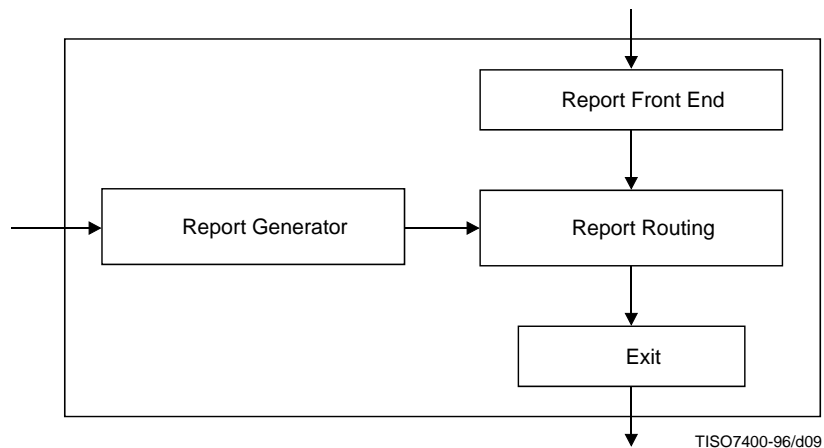 Report Front End
Report Generator
Report Routing
Exit
TISO7400-96/d09